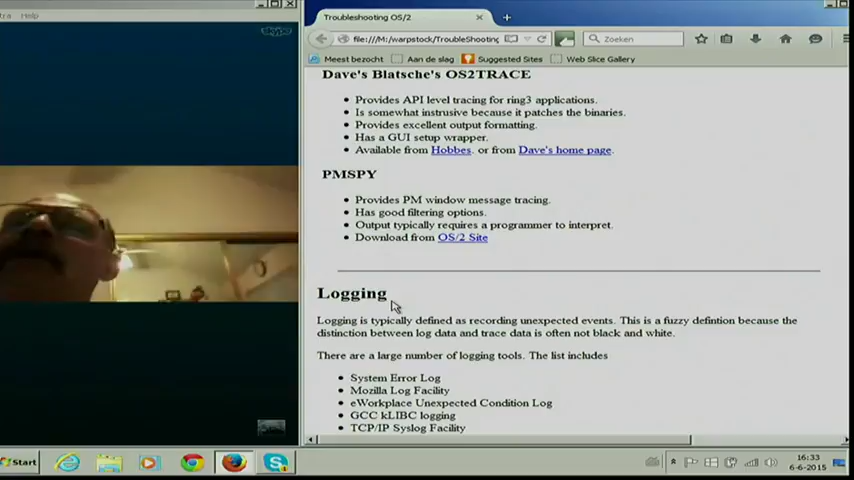 Help
skype
Troubleshooting OS/2
file:///M:/warpstock/TroubleShooting
Zoeken
Meest bezocht
Aan de slag
Suggested Sites
Web Slice Gallery
Dave's Blatsche's OS2TRACE
Provides API level tracing for ring3 applications.
Is somewhat instrusive because it patches the binaries.
Provides excellent output formatting.
Has a GUI setup wrapper.
Available from Hobbes. or from Dave's home page.
PMSPY
Provides PM window message tracing.
Has good filtering options.
Output typically requires a programmer to interpret.
Download from OS/2 Site
Logging
Logging is typically defined as recording unexpected events. This is a fuzzy defintion because the
distinction between log data and trace data is often not black and white.
There are a large number of logging tools. The list includes
System Error Log
Mozilla Log Facility
eWorkplace Unexpected Condition Log
GCC kLIBC logging
TCP/IP Syslog Facility
Start
16:33
6-6-2015